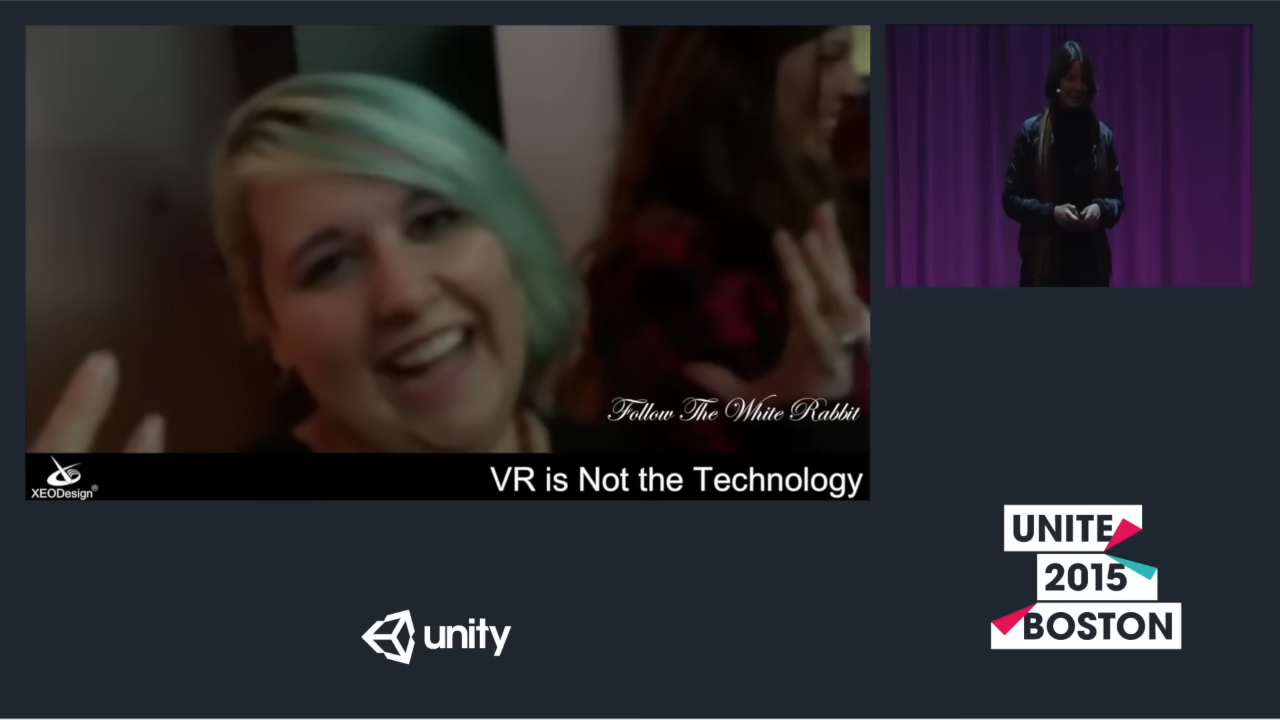 Follow The White Rabbit
XEODesign®
VR is Not the Technology
UNITE
2015
BOSTON
unity